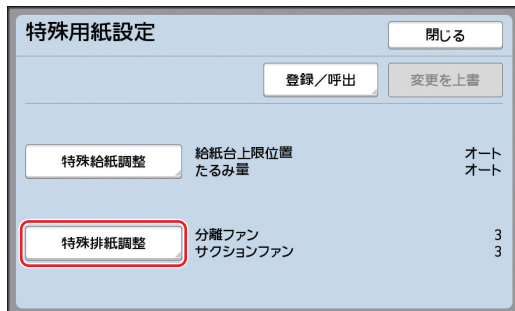 特殊用紙設定
閉じる
登録／呼出
変更を上書
特殊給紙調整
給紙台上限位置 オート
たるみ量 オート
特殊排紙調整
分離ファン 3
サクションファン 3